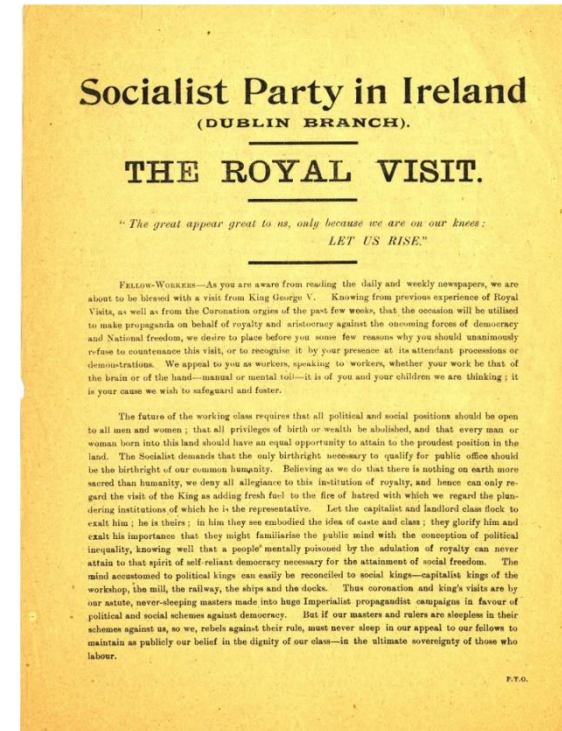 Socialist Party in Ireland
(DUBLIN BRANCH).
THE ROYAL VISIT.
" The great appear great to us, only because we are on our knees :
LET US RISE."
FELLOW-WORKERS—As you are aware from reading the daily and weekly newspapers, we are
about to be blessed with a visit from King George V. Knowing from previous experience of Royal
Visits, as well as from the Coronation orgies of the past few weeks, that the occasion will be utilised
to make propaganda on behalf of royalty and aristocracy against the oncoming forces of democracy
and National freedom, we desire to place before you some few reasons why you should unanimously
refuse to countenance this visit, or to recognise it by your presence at its attendant processions or
demonstrations. We appeal to you as workers, speaking to workers, whether your work be that of
the brain or of the hand—manual or mental toil—it is of you and your children we are thinking ; it
is your cause we wish to safeguard and foster.
The future of the working class requires that all political and social positions should be open
to all men and women ; that all privileges of birth or wealth be abolished, and that every man or
woman born into this land should have an equal opportunity to attain to the proudest position in the
land. The Socialist demands that the only birthright necessary to qualify for public office should
be the birthright of our common humanity. Believing as we do that there is nothing on earth more
sacred than humanity, we deny all allegiance to this institution of royalty, and hence can only re-
gard the visit of the King as adding fresh fuel to the fire of hatred with which we regard the plun-
dering institutions of which he is the representative. Let the capitalist and landlord class flock to
exalt him ; he is theirs ; in him they see embodied the idea of caste and class ; they glorify him and
exalt his importance that they might familiarise the public mind with the conception of political
inequality, knowing well that a people mentally poisoned by the adulation of royalty can never
attain to that spirit of self-reliant democracy necessary for the attainment of social freedom. The
mind accustomed to political kings can easily be reconciled to social kings—capitalist kings of the
workshop, the mill, the railway, the ships and the docks. Thus coronation and king's visits are by
our astute, never-sleeping masters made into huge Imperialist propagandist campaigns in favour of
political and social schemes against democracy. But if our masters and rulers are sleepless in their
schemes against us, so we, rebels against their rule, must never sleep in our appeal to our fellows to
maintain as publicly our belief in the dignity of our class—in the ultimate sovereignty of those who
labour.
P.T.O.